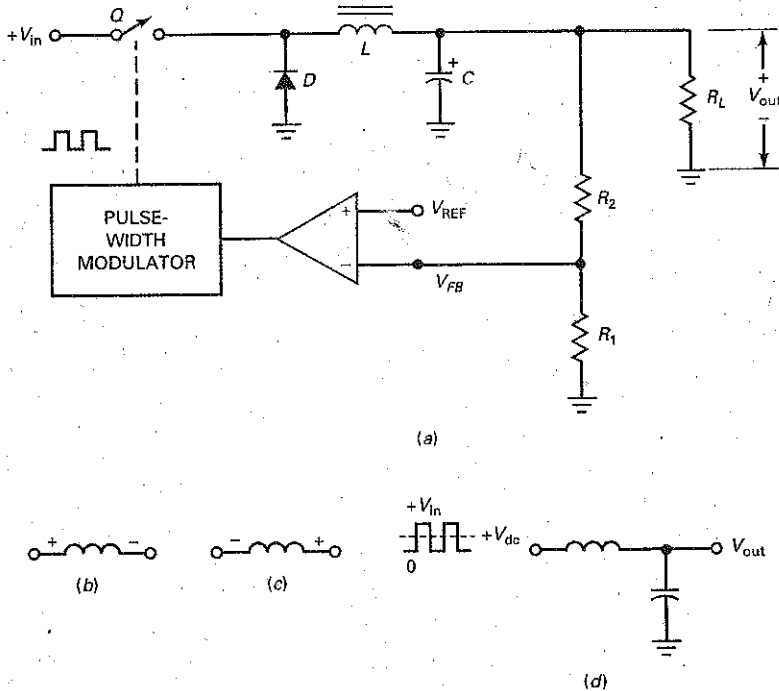 Q
+Vin
D
L
+
C
RL
+
Vout
−
R2
PULSE-
WIDTH
MODULATOR
+
VREF
−
VFB
R1
(a)
+ −
(b)
− +
(c)
+Vin
+Vdc
0
Vout
(d)